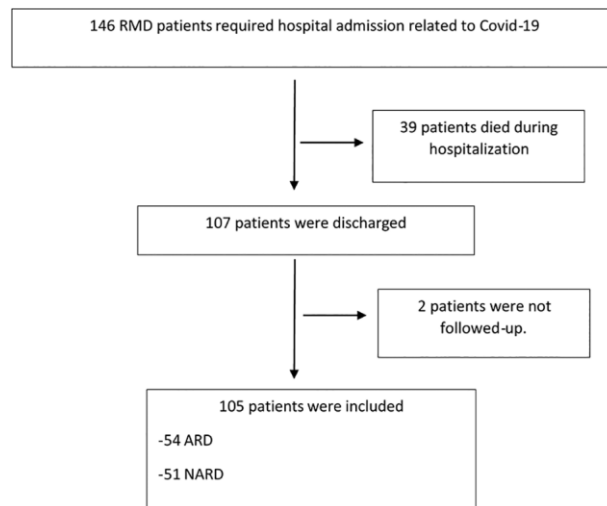 146 RMD patients required hospital admission related to Covid-19
39 patients died during
hospitalization
107 patients were discharged
2 patients were not
followed-up.
105 patients were included
-54 ARD
-51 NARD